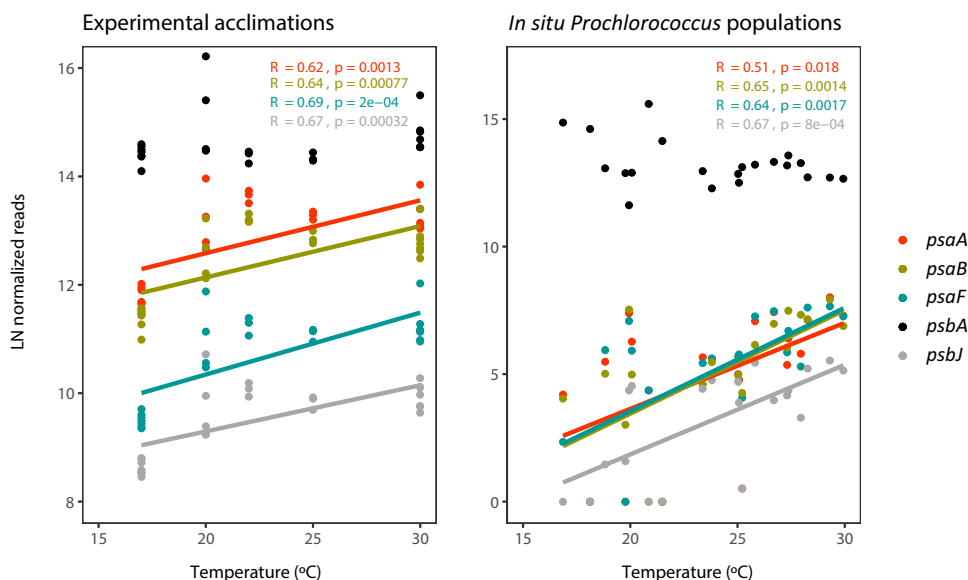 Experimental acclimations
In situ Prochlorococcus populations
R = 0.62 , p = 0.0013
R = 0.64 , p = 0.00077
R = 0.69 , p = 2e−04
R = 0.67 , p = 0.00032
R = 0.51 , p = 0.018
R = 0.65 , p = 0.0014
R = 0.64 , p = 0.0017
R = 0.67 , p = 8e−04
LN normalized reads
16
14
12
10
8
15
20
25
30
Temperature (ºC)
15
10
5
0
15
20
25
30
Temperature (ºC)
psaA
psaB
psaF
psbA
psbJ